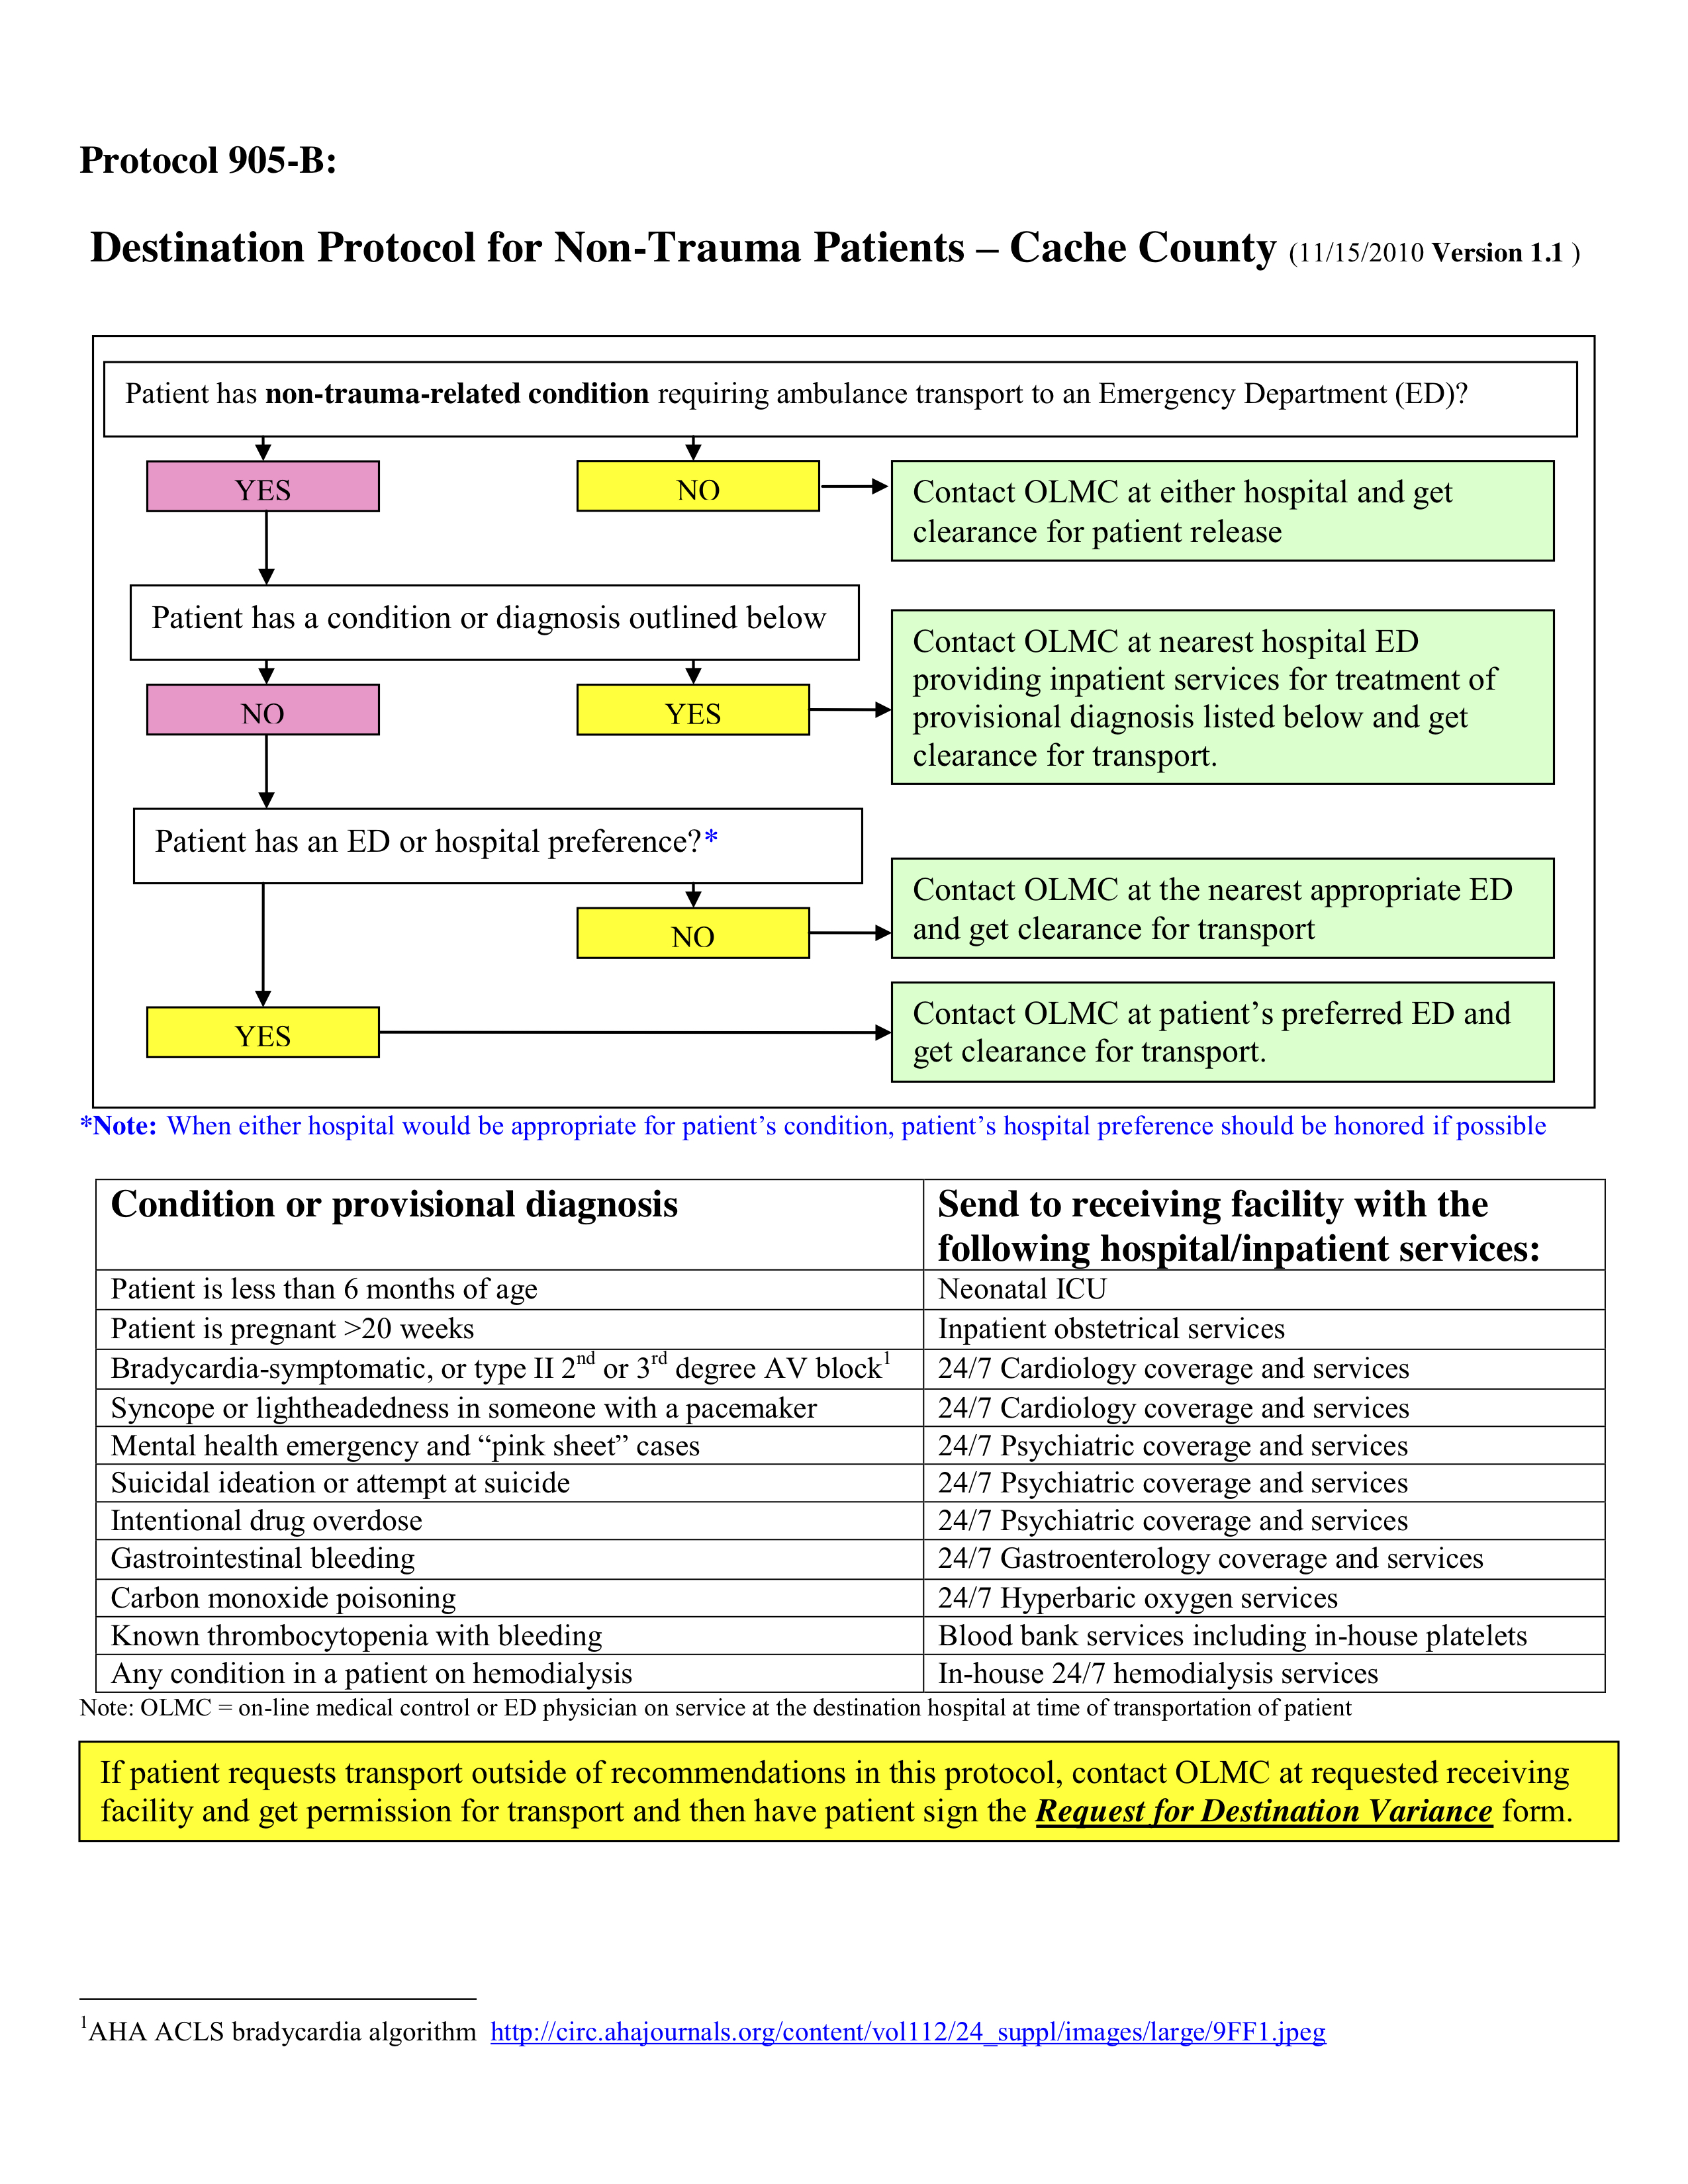 Protocol 905-B:
Destination Protocol for Non-Trauma Patients – Cache County (11/15/2010 Version 1.1 )
Patient has non-trauma-related condition requiring ambulance transport to an Emergency Department (ED)?
YES
NO
Contact OLMC at either hospital and get
clearance for patient release
Patient has a condition or diagnosis outlined below
NO
YES
Contact OLMC at nearest hospital ED
providing inpatient services for treatment of
provisional diagnosis listed below and get
clearance for transport.
Patient has an ED or hospital preference?*
NO
Contact OLMC at the nearest appropriate ED
and get clearance for transport
YES
Contact OLMC at patient’s preferred ED and
get clearance for transport.
*Note: When either hospital would be appropriate for patient’s condition, patient’s hospital preference should be honored if possible
Condition or provisional diagnosis
Send to receiving facility with the
following hospital/inpatient services:
Patient is less than 6 months of age
Neonatal ICU
Patient is pregnant >20 weeks
Inpatient obstetrical services
Bradycardia-symptomatic, or type II 2nd or 3rd degree AV block1
24/7 Cardiology coverage and services
Syncope or lightheadedness in someone with a pacemaker
24/7 Cardiology coverage and services
Mental health emergency and “pink sheet” cases
24/7 Psychiatric coverage and services
Suicidal ideation or attempt at suicide
24/7 Psychiatric coverage and services
Intentional drug overdose
24/7 Psychiatric coverage and services
Gastrointestinal bleeding
24/7 Gastroenterology coverage and services
Carbon monoxide poisoning
24/7 Hyperbaric oxygen services
Known thrombocytopenia with bleeding
Blood bank services including in-house platelets
Any condition in a patient on hemodialysis
In-house 24/7 hemodialysis services
Note: OLMC = on-line medical control or ED physician on service at the destination hospital at time of transportation of patient
If patient requests transport outside of recommendations in this protocol, contact OLMC at requested receiving
facility and get permission for transport and then have patient sign the Request for Destination Variance form.
1AHA ACLS bradycardia algorithm http://circ.ahajournals.org/content/vol112/24_suppl/images/large/9FF1.jpeg